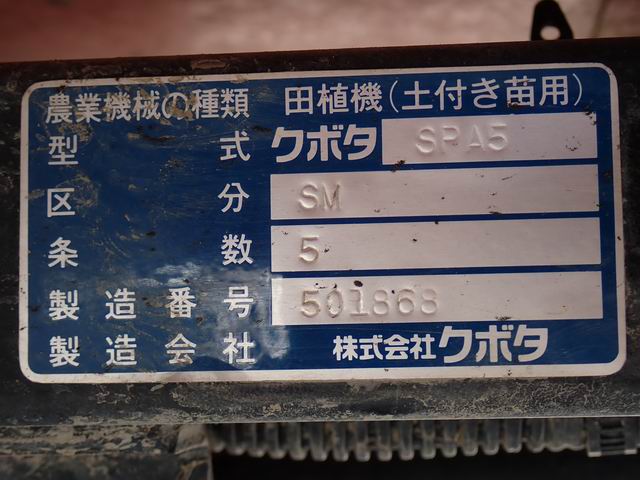 農業機械の種類 田植機(土付き苗用)
型式 クボタ SPA5
区分 SM
条数 5
製造番号 501868
製造会社 株式会社クボタ